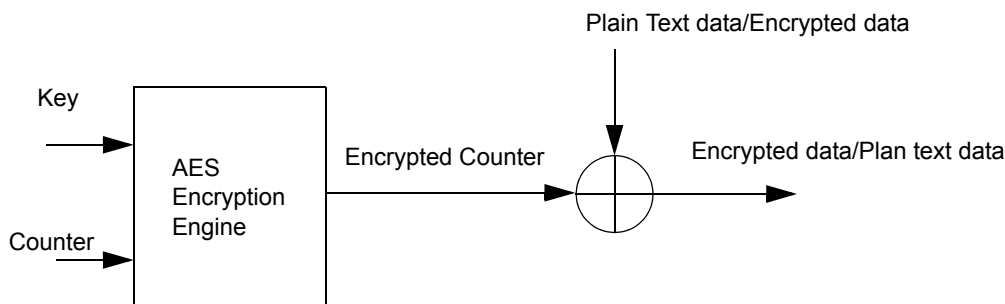 Plain Text data/Encrypted data
Key
Encrypted Counter
Encrypted data/Plan text data
AES
Encryption
Engine
Counter